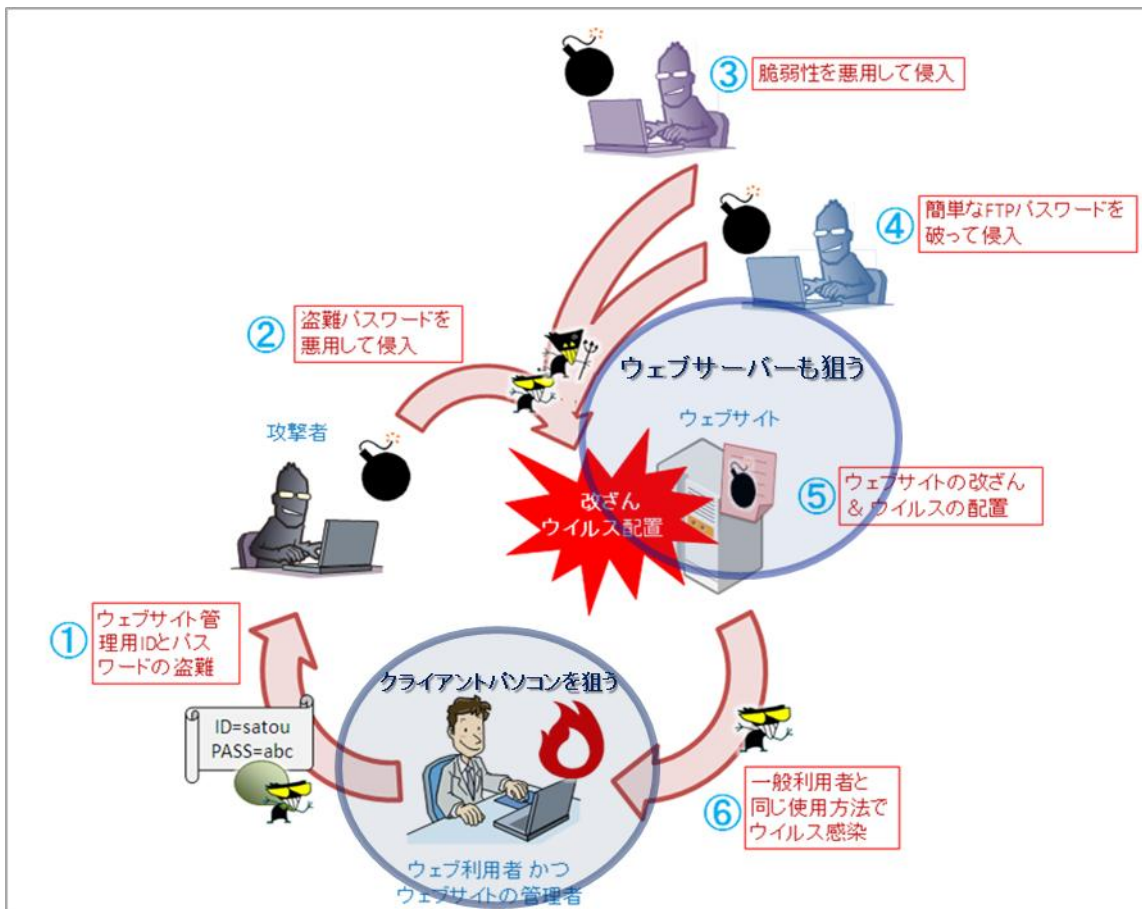 ③
脆弱性を悪用して侵入
④
簡単なFTPパスワードを
破って侵入
②
盗難パスワードを
悪用して侵入
ウェブサーバーも狙う
ウェブサイト
攻撃者
改ざん
ウイルス配置
⑤
ウェブサイトの改ざん
& ウイルスの配置
①
ウェブサイト管
理用IDとパス
ワードの盗難
クライアントパソコンを狙う
ID=satou
PASS=abc
⑥
一般利用者と
同じ使用方法で
ウイルス感染
ウェブ利用者 かつ
ウェブサイトの管理者